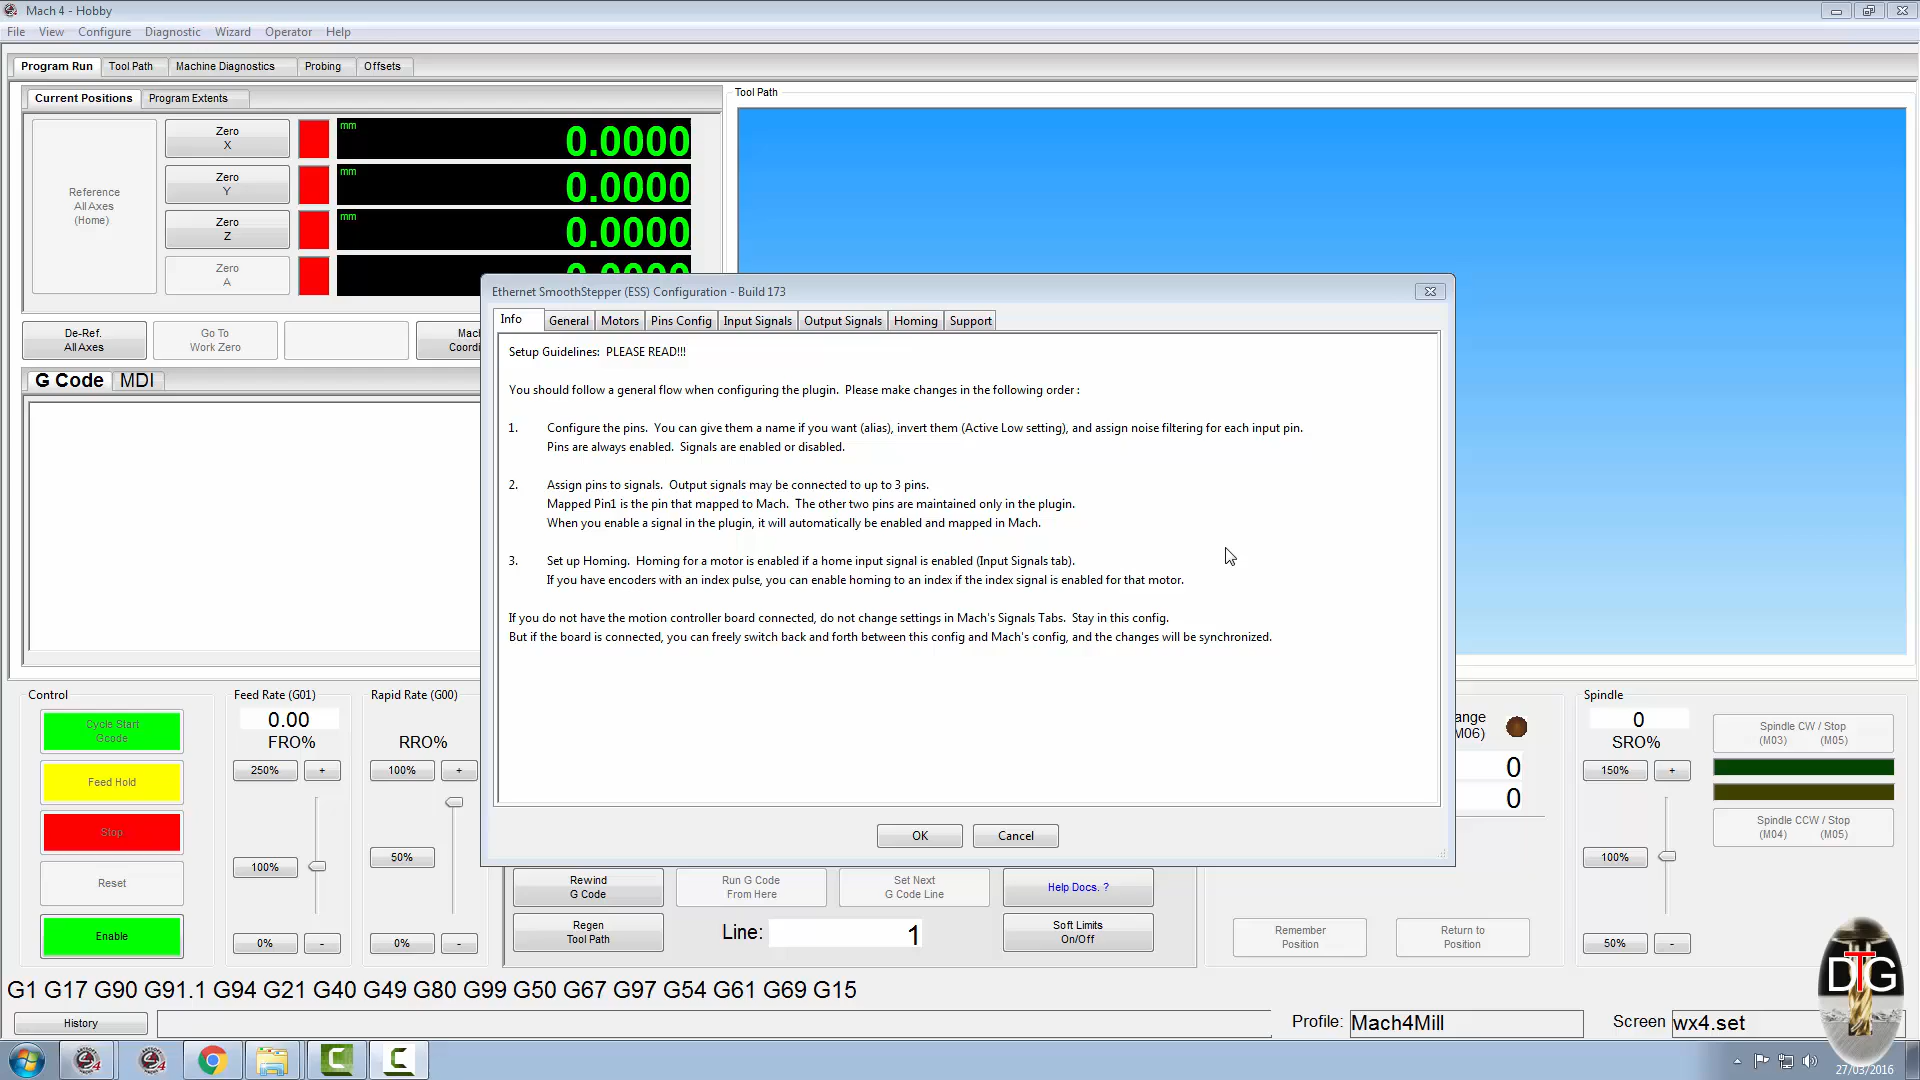 Mach 4 - Hobby
File View Configure Diagnostic Wizard Operator Help
Program Run Tool Path Machine Diagnostics Probing Offsets
Current Positions Program Extents
Tool Path
Reference
All Axes
(Home)
Zero
X
mm
0.0000
Zero
Y
mm
0.0000
Zero
Z
mm
0.0000
Zero
A
0.0000
De-Ref.
All Axes
Go To
Work Zero
G Code MDI
Ethernet SmoothStepper (ESS) Configuration - Build 173
Info General Motors Pins Config Input Signals Output Signals Homing Support
Setup Guidelines: PLEASE READ!!!
You should follow a general flow when configuring the plugin. Please make changes in the following order :
1. Configure the pins. You can give them a name if you want (alias), invert them (Active Low setting), and assign noise filtering for each input pin.
Pins are always enabled. Signals are enabled or disabled.
2. Assign pins to signals. Output signals may be connected to up to 3 pins.
Mapped Pin1 is the pin that mapped to Mach. The other two pins are maintained only in the plugin.
When you enable a signal in the plugin, it will automatically be enabled and mapped in Mach.
3. Set up Homing. Homing for a motor is enabled if a home input signal is enabled (Input Signals tab).
If you have encoders with an index pulse, you can enable homing to an index if the index signal is enabled for that motor.
If you do not have the motion controller board connected, do not change settings in Mach's Signals Tabs. Stay in this config.
But if the board is connected, you can freely switch back and forth between this config and Mach's config, and the changes will be synchronized.
OK Cancel
Control
Cycle Start
Gcode
Feed Hold
Stop
Reset
Enable
Feed Rate (G01)
0.00
FRO%
250% +
100%
0% -
Rapid Rate (G00)
RRO%
100% +
50%
0% -
Rewind
G Code
Run G Code
From Here
Set Next
G Code Line
Help Docs. ?
Regen
Tool Path
Line: 1
Soft Limits
On/Off
0
0
Remember
Position
Return to
Position
Spindle
0
SRO%
150% +
100%
50% -
Spindle CW / Stop
(M03) (M05)
Spindle CCW / Stop
(M04) (M05)
G1 G17 G90 G91.1 G94 G21 G40 G49 G80 G99 G50 G67 G97 G54 G61 G69 G15
History
Profile: Mach4Mill
Screen wx4.set
DTG
27/03/2016